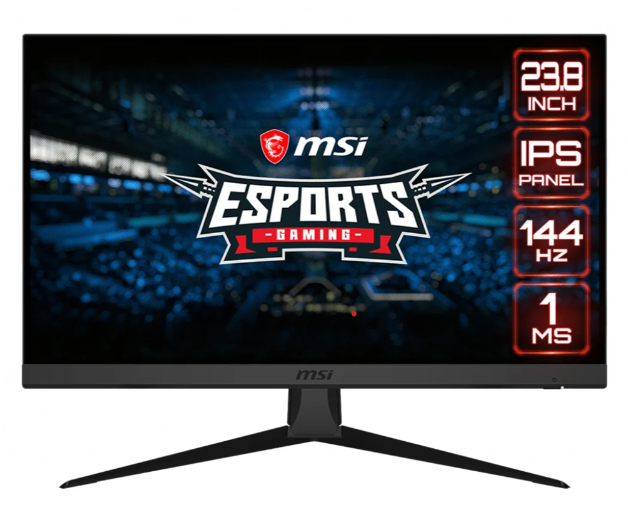 msi
ESPORTS
-GAMING-
23.8
INCH
IPS
PANEL
144
HZ
1
MS
msi